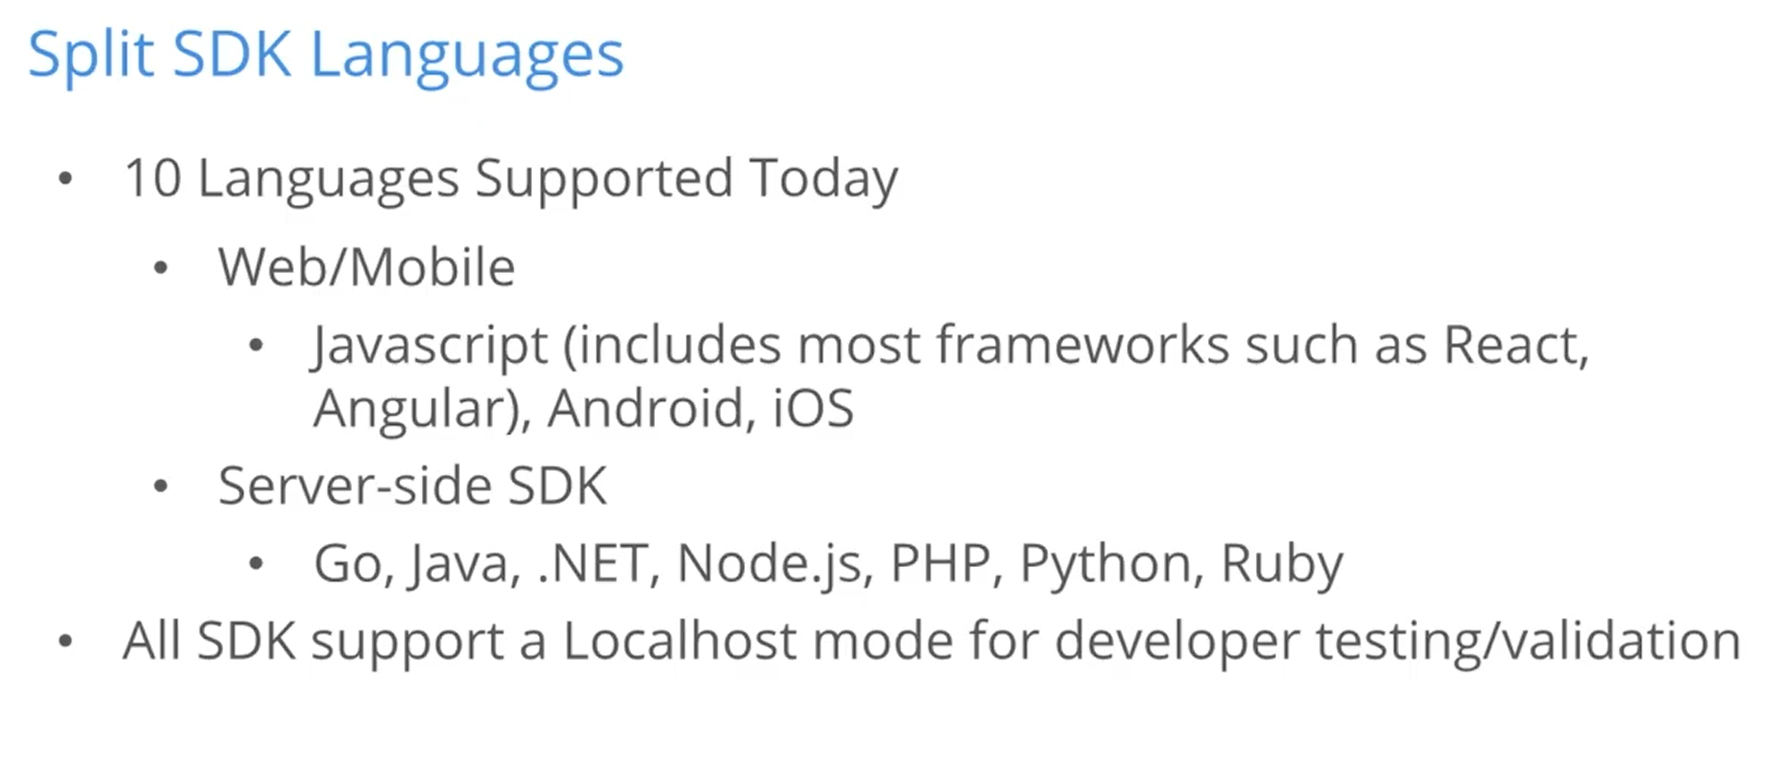 Split SDK Languages
• 10 Languages Supported Today
• Web/Mobile
• Javascript (includes most frameworks such as React,
Angular), Android, iOS
• Server-side SDK
• Go, Java, .NET, Node.js, PHP, Python, Ruby
• All SDK support a Localhost mode for developer testing/validation